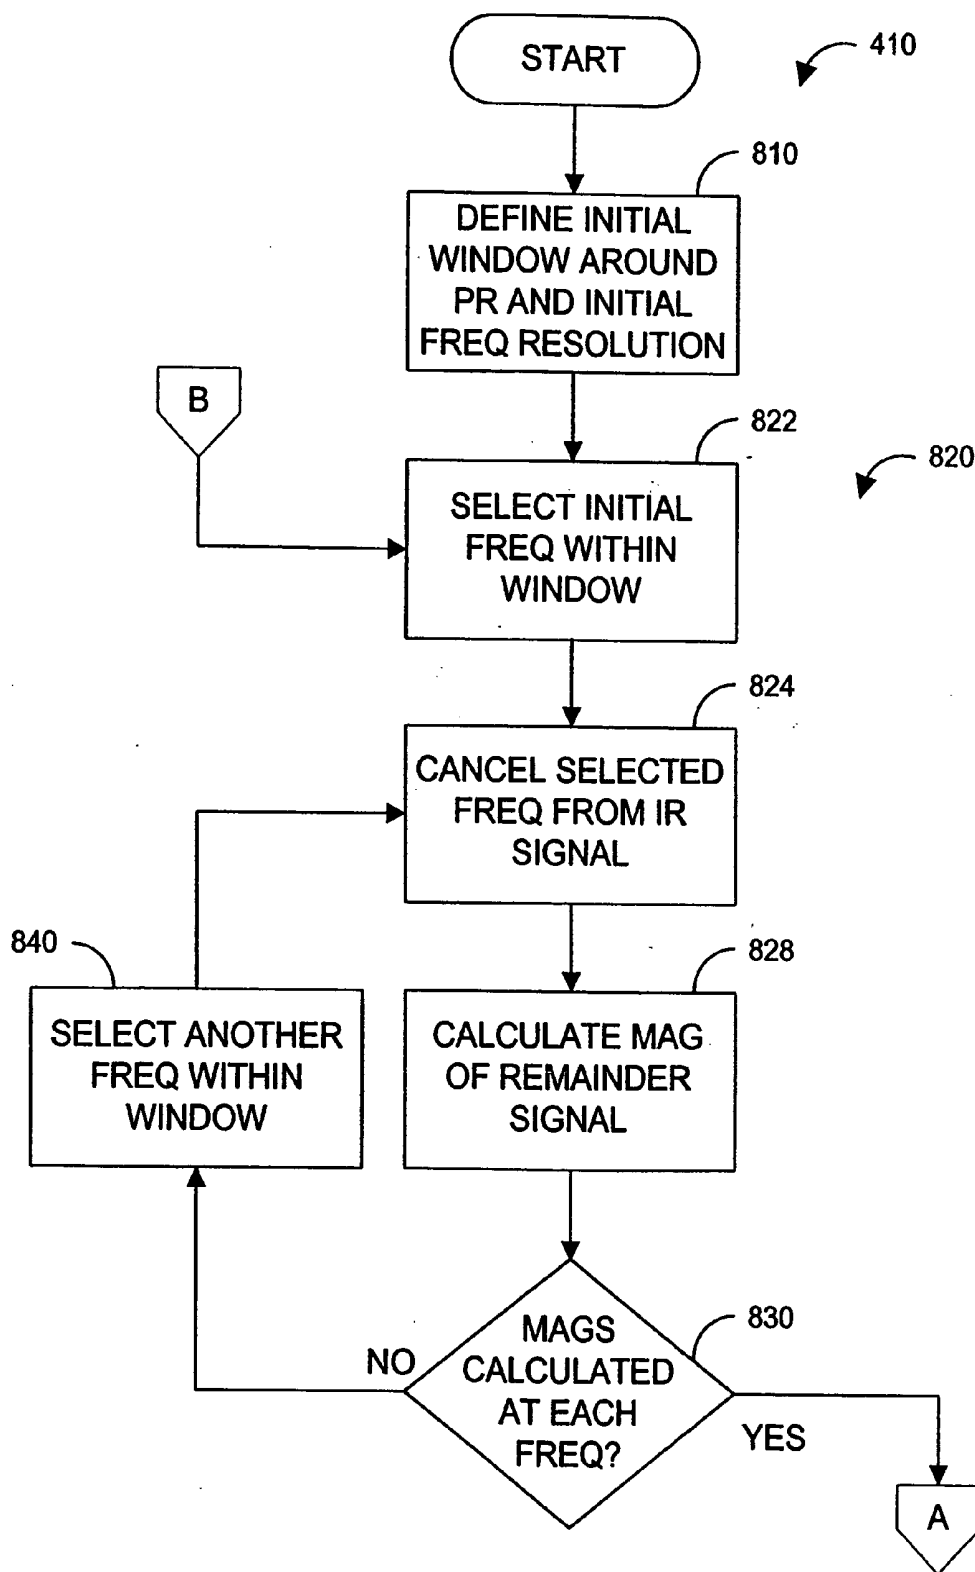 START
410
810
DEFINE INITIAL
WINDOW AROUND
PR AND INITIAL
FREQ RESOLUTION
B
822
820
SELECT INITIAL
FREQ WITHIN
WINDOW
824
CANCEL SELECTED
FREQ FROM IR
SIGNAL
840
828
SELECT ANOTHER
FREQ WITHIN
WINDOW
CALCULATE MAG
OF REMAINDER
SIGNAL
830
MAGS
CALCULATED
AT EACH
FREQ?
NO
YES
A